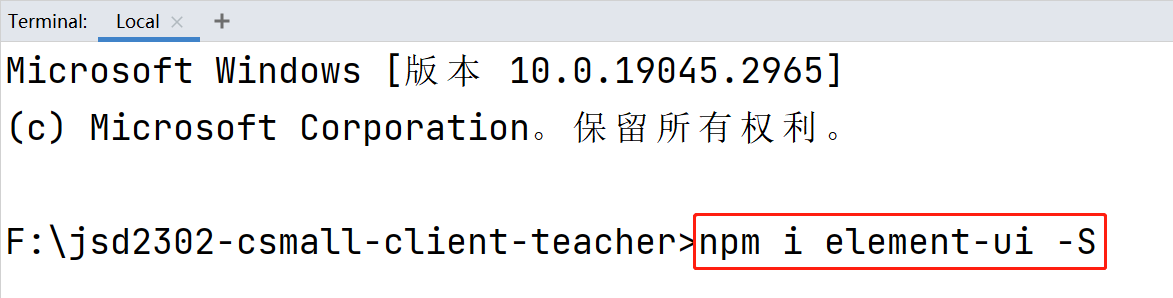 Terminal: Local × +
Microsoft Windows [版本 10.0.19045.2965]
(c) Microsoft Corporation。保留所有权利。
F:\jsd2302-csmall-client-teacher>npm i element-ui -S